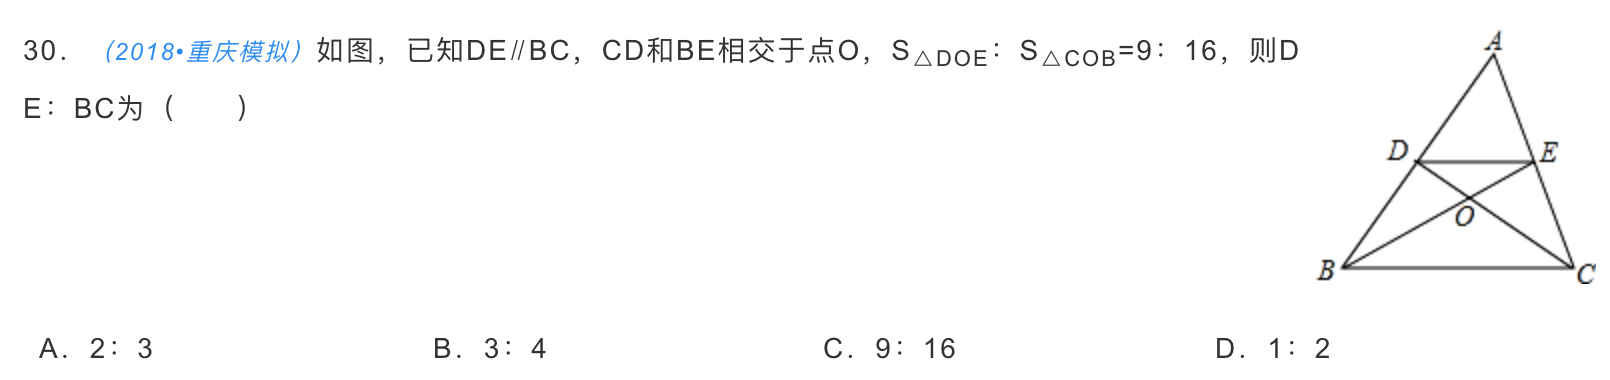 30. （2018•重庆模拟）如图，已知DE∥BC，CD和BE相交于点O，S△DOE：S△COB=9：16，则D
E：BC为（　　）
A
D
E
O
B
C
A. 2：3
B. 3：4
C. 9：16
D. 1：2